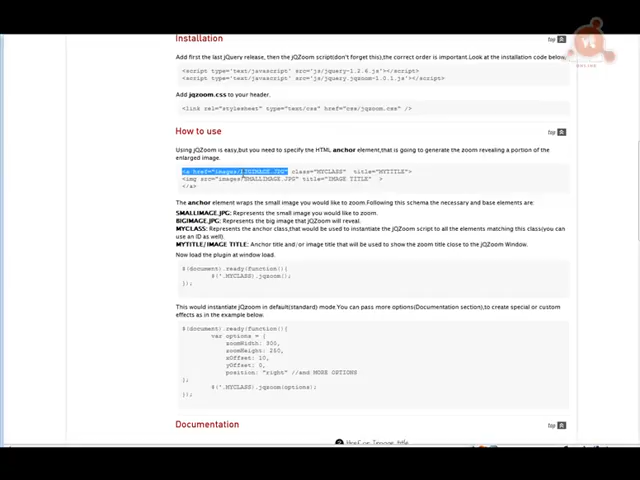 Installation
top
Add first the last jQuery release, then the jQZoom script(don't forget this),the correct order is important.Look at the installation code below.
<script type='text/javascript' src='js/jquery-1.2.6.js'></script>
<script type='text/javascript' src='js/jquery.jqzoom-1.0.1.js'></script>
Add jqzoom.css to your header.
<link rel="stylesheet" type="text/css" href="css/jqzoom.css" />
How to use
top
Using jQZoom is easy,but you need to specify the HTML anchor element,that is going to generate the zoom revealing a portion of the
enlarged image.
<a href="images/BIGIMAGE.JPG" class="MYCLASS" title="MYTITLE">
<img src="images/SMALLIMAGE.JPG" title="IMAGE TITLE" >
</a>
The anchor element wraps the small image you would like to zoom.Following this schema the necessary and base elements are:
SMALLIMAGE.JPG: Represents the small image you would like to zoom.
BIGIMAGE.JPG: Represents the big image that jQZoom will reveal.
MYCLASS: Represents the anchor class,that would be used to instantiate the jQZoom script to all the elements matching this class(you can
use an ID as well).
MYTITLE/IMAGE TITLE: Anchor title and/or image title that will be used to show the zoom title close to the jQZoom Window.
Now load the plugin at window load.
$(document).ready(function(){
$('.MYCLASS').jqzoom();
});
This would instantiate jQzoom in default(standard) mode.You can pass more options(Documentation section),to create special or custom
effects as in the example below.
$(document).ready(function(){
var options = {
zoomWidth: 300,
zoomHeight: 250,
xOffset: 10,
yOffset: 0,
position: "right" //and MORE OPTIONS
};
$('.MYCLASS').jqzoom(options);
});
Documentation
top
Href or Image title
ONLINE